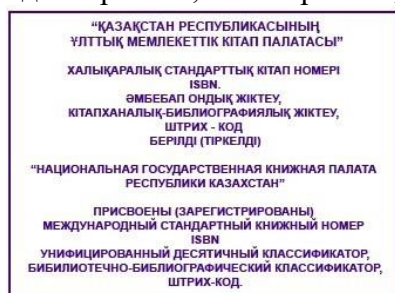 “ҚАЗАҚСТАН РЕСПУБЛИКАСЫНЫҢ
ҰЛТТЫҚ МЕМЛЕКЕТТІК КІТАП ПАЛАТАСЫ”
ХАЛЫҚАРАЛЫҚ СТАНДАРТТЫҚ КІТАП НОМЕРІ
ISBN.
ӘМБЕБАП ОНДЫҚ ЖІКТЕУ,
КІТАПХАНАЛЫҚ-БИБЛИОГРАФИЯЛЫҚ ЖІКТЕУ,
ШТРИХ - КОД
БЕРІЛДІ (ТІРКЕЛДІ)
“НАЦИОНАЛЬНАЯ ГОСУДАРСТВЕННАЯ КНИЖНАЯ ПАЛАТА
РЕСПУБЛИКИ КАЗАХСТАН”
ПРИСВОЕНЫ (ЗАРЕГИСТРИРОВАНЫ)
МЕЖДУНАРОДНЫЙ СТАНДАРТНЫЙ КНИЖНЫЙ НОМЕР
ISBN
УНИФИЦИРОВАННЫЙ ДЕСЯТИЧНЫЙ КЛАССИФИКАТОР,
БИБИЛИОТЕЧНО-БИБЛИОГРАФИЧЕСКИЙ КЛАССИФИКАТОР,
ШТРИХ-КОД.